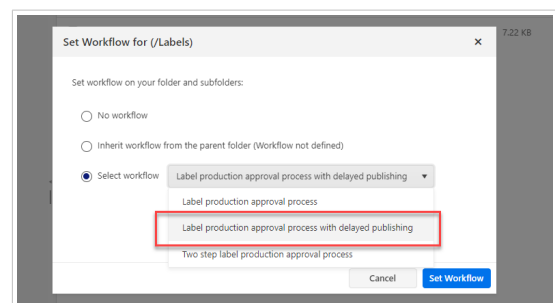 7.22 KB
Set Workflow for (/Labels)
Set workflow on your folder and subfolders:
No workflow
Inherit workflow from the parent folder (Workflow not defined)
Select workflow
Label production approval process with delayed publishing
Label production approval process
Label production approval process with delayed publishing
Two step label production approval process
Cancel
Set Workflow